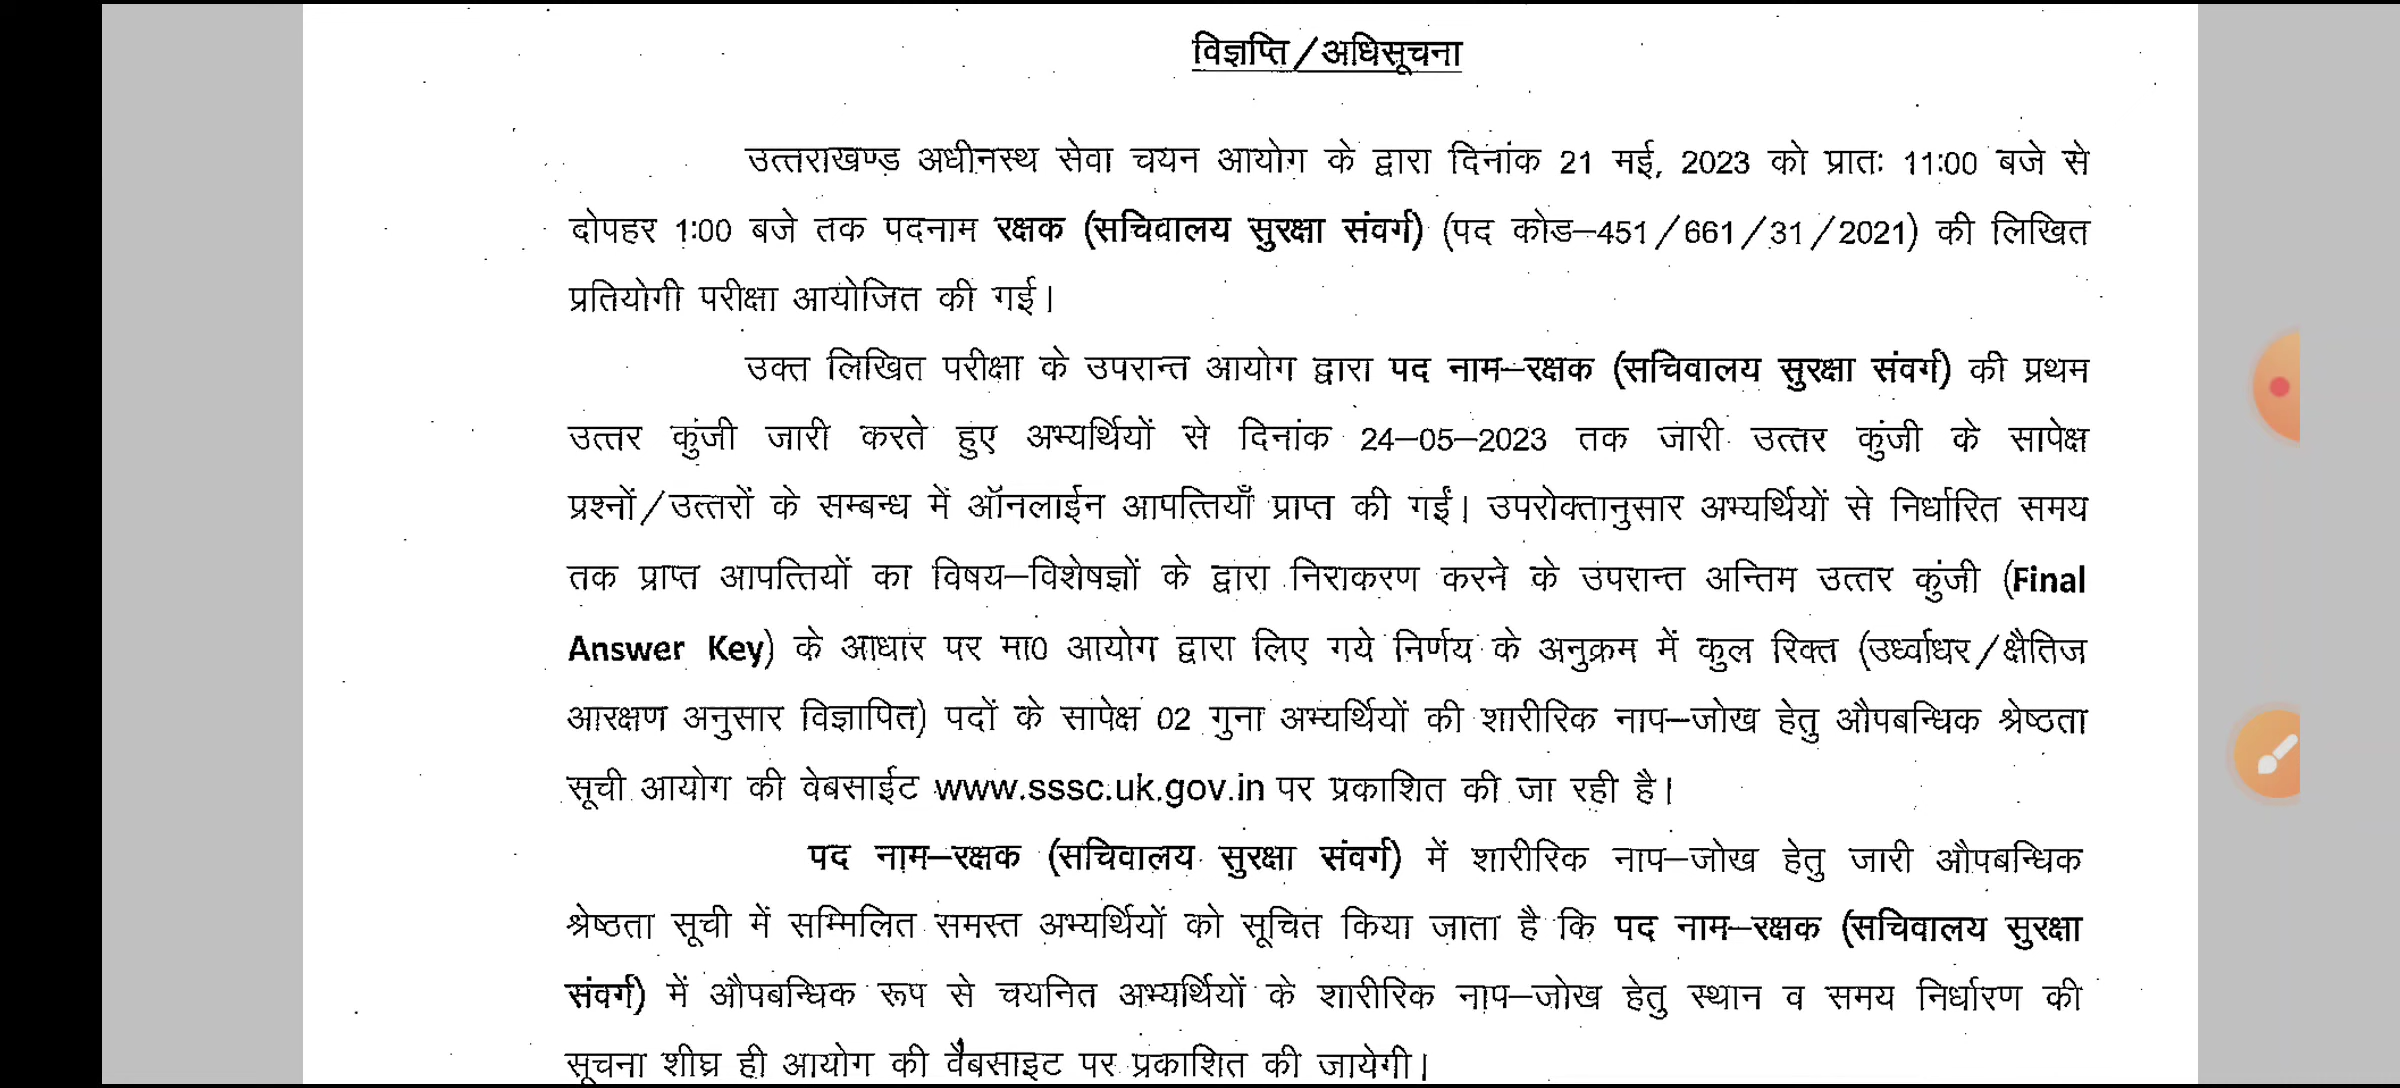 विज्ञप्ति/अधिसूचना
उत्तराखण्ड अधीनस्थ सेवा चयन आयोग के द्वारा दिनांक 21 मई, 2023 को प्रातः 11:00 बजे से
दोपहर 1:00 बजे तक पदनाम रक्षक (सचिवालय सुरक्षा संवर्ग) (पद कोड–451/661/31/2021) की लिखित
प्रतियोगी परीक्षा आयोजित की गई।
उक्त लिखित परीक्षा के उपरान्त आयोग द्वारा पद नाम–रक्षक (सचिवालय सुरक्षा संवर्ग) की प्रथम
उत्तर कुंजी जारी करते हुए अभ्यर्थियों से दिनांक 24–05–2023 तक जारी उत्तर कुंजी के सापेक्ष
प्रश्नों/उत्तरों के सम्बन्ध में ऑनलाईन आपत्तियाँ प्राप्त की गईं। उपरोक्तानुसार अभ्यर्थियों से निर्धारित समय
तक प्राप्त आपत्तियों का विषय–विशेषज्ञों के द्वारा निराकरण करने के उपरान्त अन्तिम उत्तर कुंजी (Final
Answer Key) के आधार पर मा0 आयोग द्वारा लिए गये निर्णय के अनुक्रम में कुल रिक्त (उर्ध्वाधर/क्षैतिज
आरक्षण अनुसार विज्ञापित) पदों के सापेक्ष 02 गुना अभ्यर्थियों की शारीरिक नाप–जोख हेतु औपबन्धिक श्रेष्ठता
सूची आयोग की वेबसाईट www.sssc.uk.gov.in पर प्रकाशित की जा रही है।
पद नाम–रक्षक (सचिवालय सुरक्षा संवर्ग) में शारीरिक नाप–जोख हेतु जारी औपबन्धिक
श्रेष्ठता सूची में सम्मिलित समस्त अभ्यर्थियों को सूचित किया जाता है कि पद नाम–रक्षक (सचिवालय सुरक्षा
संवर्ग) में औपबन्धिक रूप से चयनित अभ्यर्थियों के शारीरिक नाप–जोख हेतु स्थान व समय निर्धारण की
सूचना शीघ्र ही आयोग की वैबसाइट पर प्रकाशित की जायेगी।